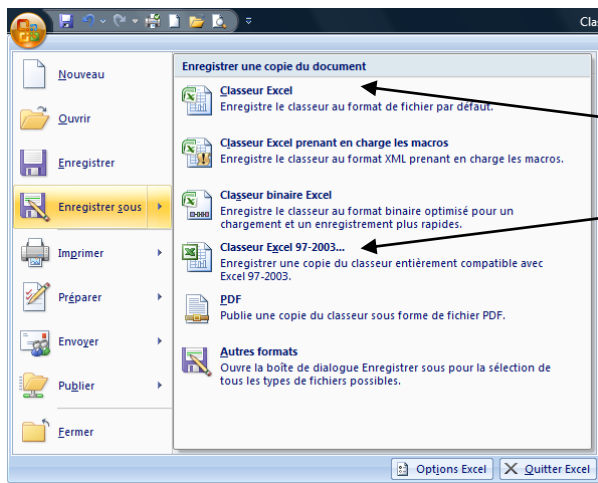 Cla
Nouveau
Ouvrir
Enregistrer
Enregistrer sous
Imprimer
Préparer
Envoyer
Publier
Fermer
Enregistrer une copie du document
Classeur Excel
Enregistre le classeur au format de fichier par défaut.
Classeur Excel prenant en charge les macros
Enregistre le classeur au format XML prenant en charge les macros.
Classeur binaire Excel
Enregistre le classeur au format binaire optimisé pour un
chargement et un enregistrement plus rapides.
Classeur Excel 97-2003...
Enregistrer une copie du classeur entièrement compatible avec
Excel 97-2003.
PDF
Publie une copie du classeur sous forme de fichier PDF.
Autres formats
Ouvre la boîte de dialogue Enregistrer sous pour la sélection de
tous les types de fichiers possibles.
Options Excel
Quitter Excel